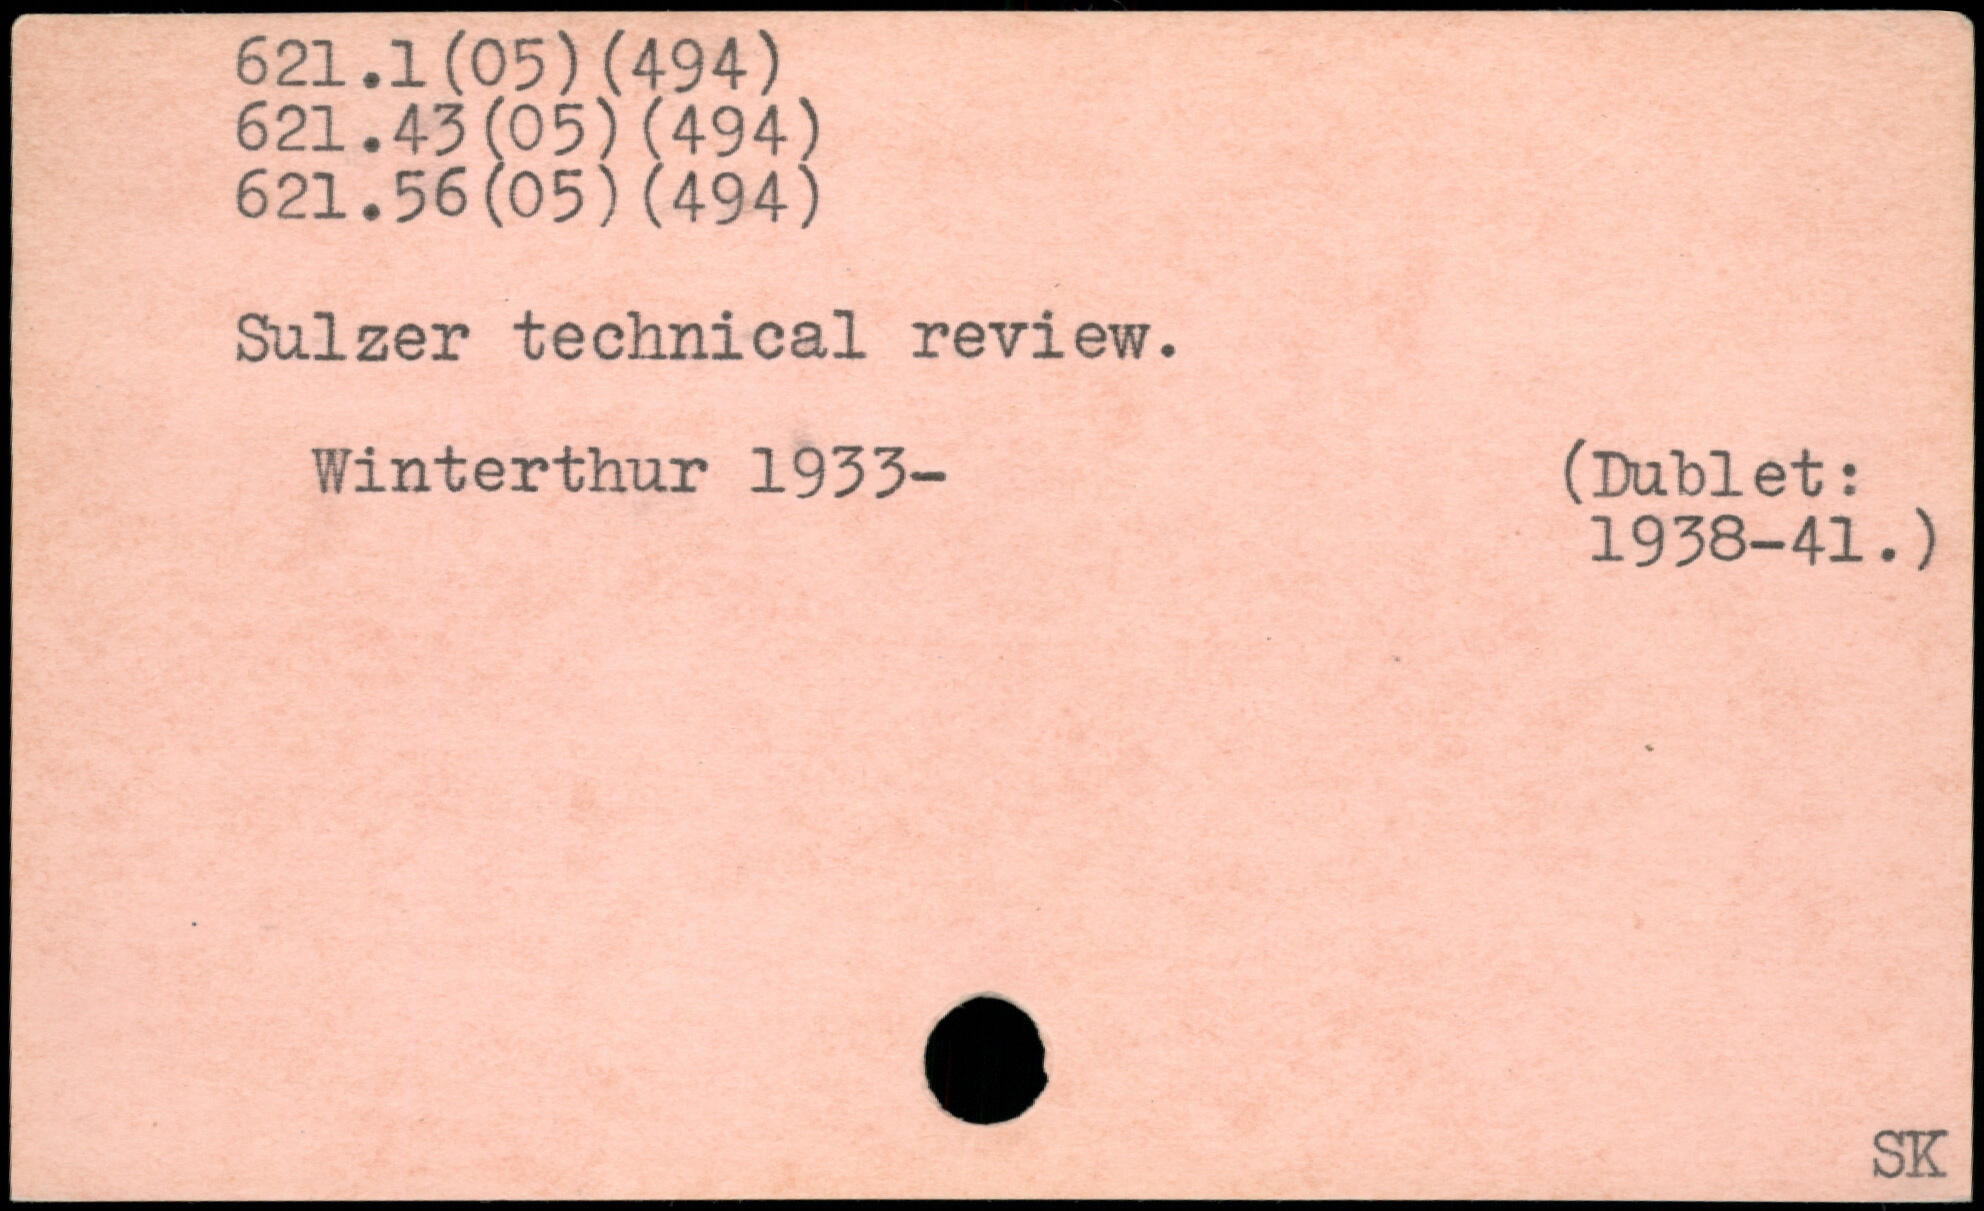 621.1(05)(494)
621.43(05)(494)
621.56(05)(494)
Sulzer technical review.
Winterthur 1933-
(Dublet:
1938-41.)
SK